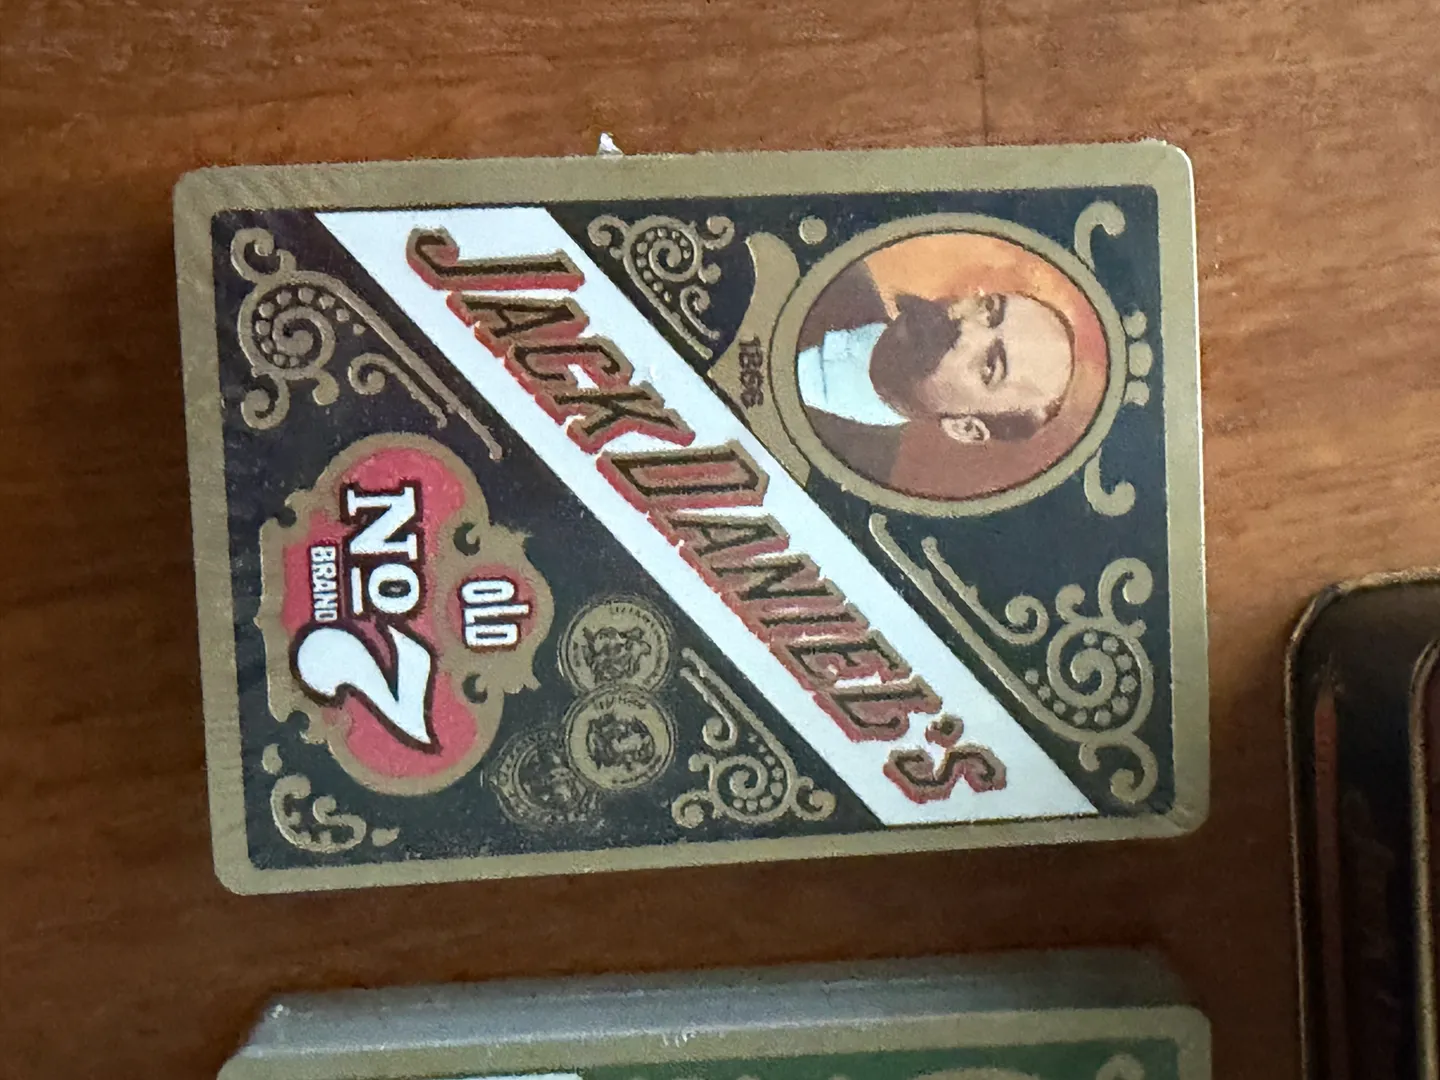 1866
JACK DANIEL'S
OLD
No 7
BRAND